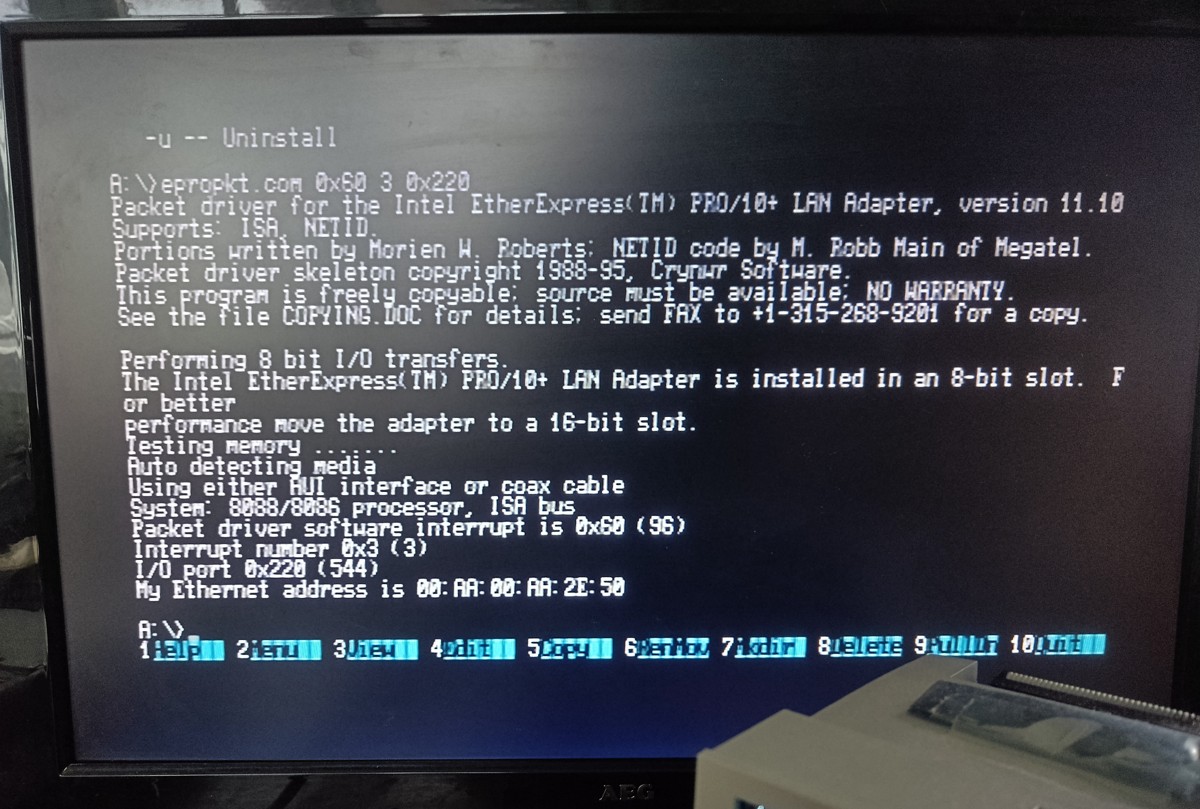 -u -- Uninstall
A:\>epropkt.com 0x60 3 0x220
Packet driver for the Intel EtherExpress(TM) PRO/10+ LAN Adapter, version 11.10
Supports: ISA, NETID.
Portions written by Morien W. Roberts; NETID code by M. Robb Main of Megatel.
Packet driver skeleton copyright 1988-95, Crynwr Software.
This program is freely copyable; source must be available; NO WARRANTY.
See the file COPYING.DOC for details; send FAX to +1-315-268-9201 for a copy.
Performing 8 bit I/O transfers.
The Intel EtherExpress(TM) PRO/10+ LAN Adapter is installed in an 8-bit slot.  F
or better
performance move the adapter to a 16-bit slot.
Testing memory .......
Auto detecting media
Using either AUI interface or coax cable
System: 8088/8086 processor, ISA bus
Packet driver software interrupt is 0x60 (96)
Interrupt number 0x3 (3)
I/O port 0x220 (544)
My Ethernet address is 00:AA:00:AA:2E:50
A:\>_
1Help 2Menu 3View 4Edit 5Copy 6RenMov 7Mkdir 8Delete 9PullDn 10Quit
AEG